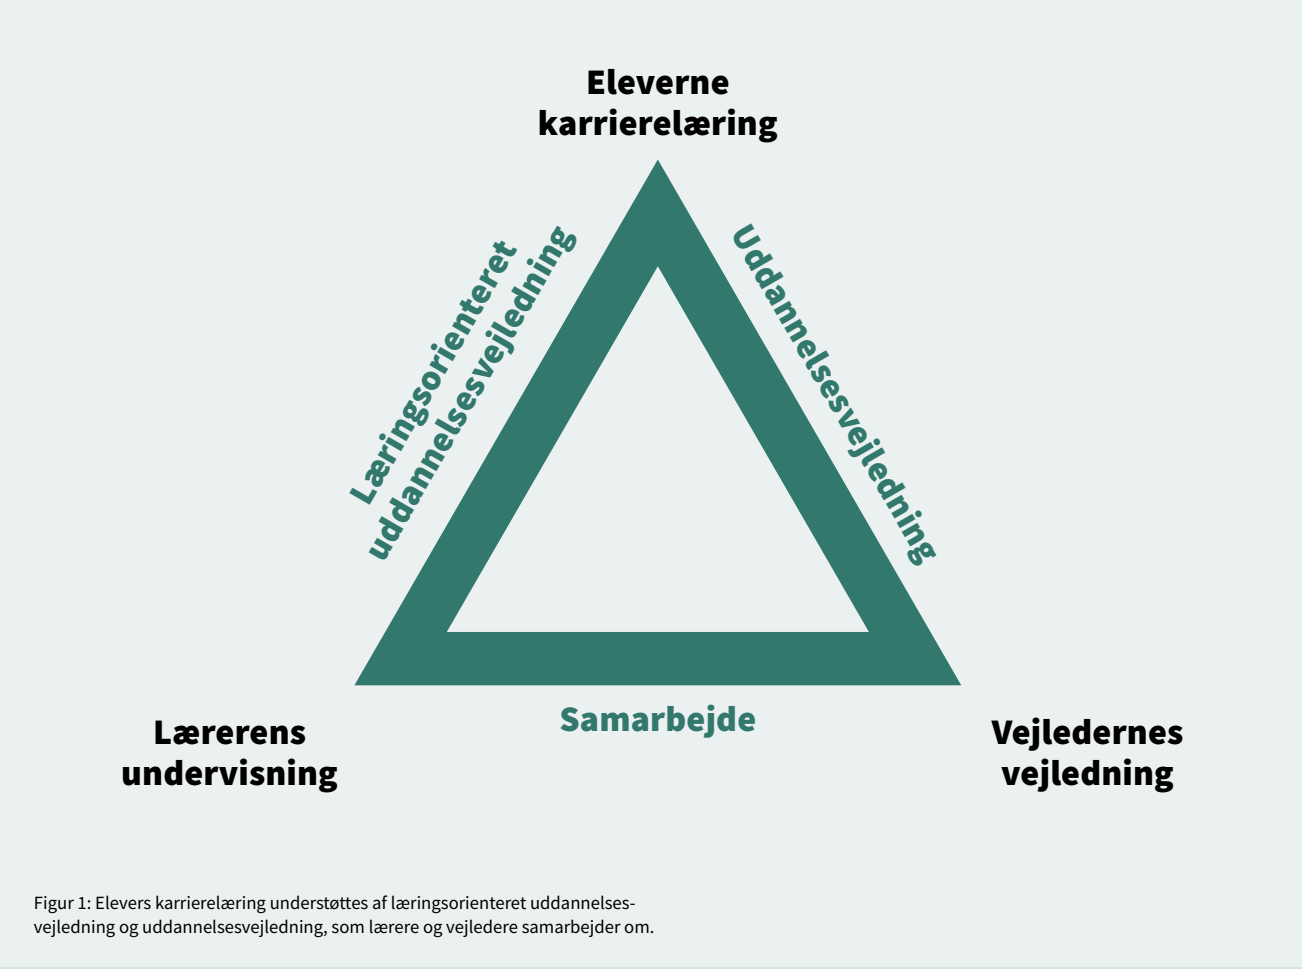 Eleverne
karrierelæring
Læringsorienteret
uddannelsesvejledning
Uddannelsesvejledning
Samarbejde
Lærerens
undervisning
Vejledernes
vejledning
Figur 1: Elevers karrierelæring understøttes af læringsorienteret uddannelses-
vejledning og uddannelsesvejledning, som lærere og vejledere samarbejder om.